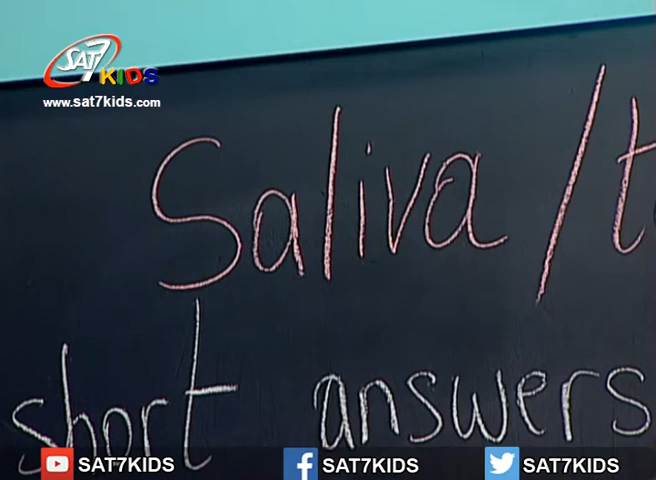 SAT7 KIDS
www.sat7kids.com
Saliva / t
short answers
SAT7KIDS SAT7KIDS SAT7KIDS